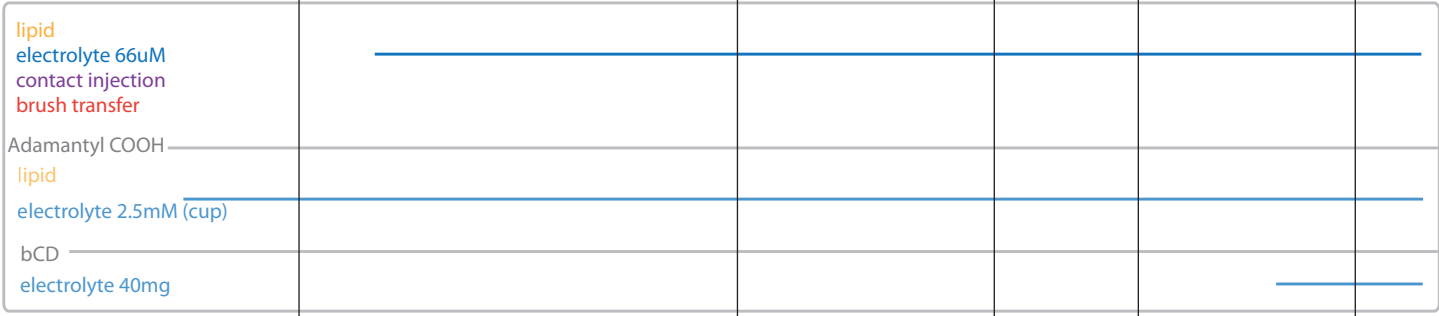 lipid
electrolyte 66uM
contact injection
brush transfer
Adamantyl COOH
lipid
electrolyte 2.5mM (cup)
bCD
electrolyte 40mg